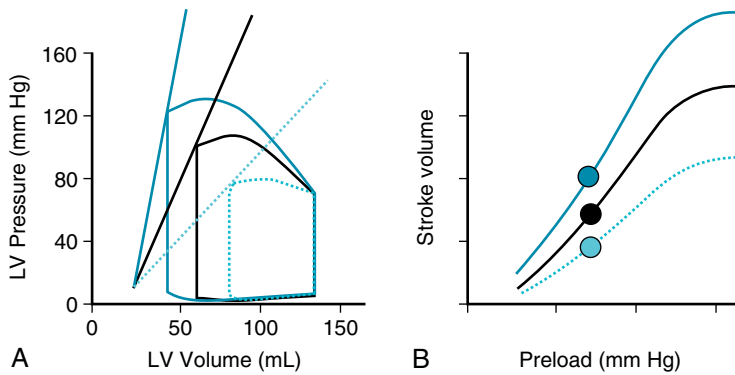 160
120
80
40
0
LV Pressure (mm Hg)
0
50
100
150
LV Volume (mL)
A
Stroke volume
Preload (mm Hg)
B